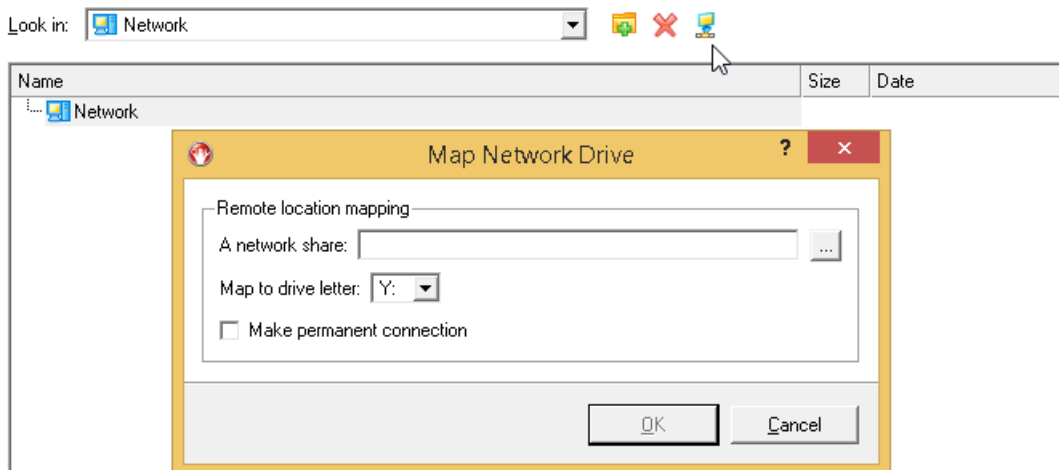 Look in: Network
Name Size Date
Network
Map Network Drive ? ×
Remote location mapping
A network share: ...
Map to drive letter: Y:
Make permanent connection
OK Cancel